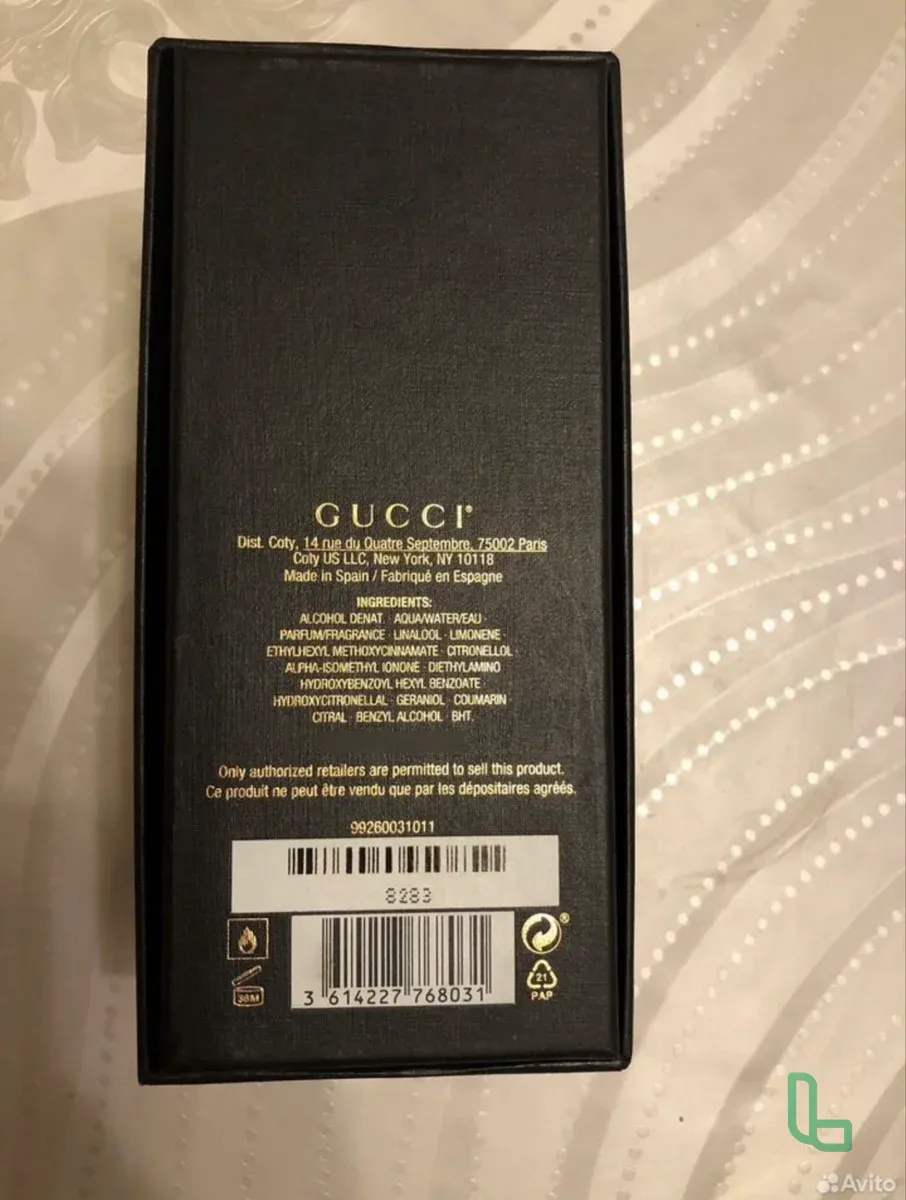 GUCCI®
Dist. Coty, 14 rue du Quatre Septembre, 75002 Paris
Coty US LLC, New York, NY 10118
Made in Spain / Fabriqué en Espagne
INGREDIENTS:
ALCOHOL DENAT. · AQUA/WATER/EAU ·
PARFUM/FRAGRANCE · LINALOOL · LIMONENE ·
ETHYLHEXYL METHOXYCINNAMATE · CITRONELLOL ·
ALPHA-ISOMETHYL IONONE · DIETHYLAMINO
HYDROXYBENZOYL HEXYL BENZOATE ·
HYDROXYCITRONELLAL · GERANIOL · COUMARIN
CITRAL · BENZYL ALCOHOL · BHT.
Only authorized retailers are permitted to sell this product.
Ce produit ne peut être vendu que par les dépositaires agréés.
99260031011
8283
®
21
PAP
36M
3 614227 768031
Avito